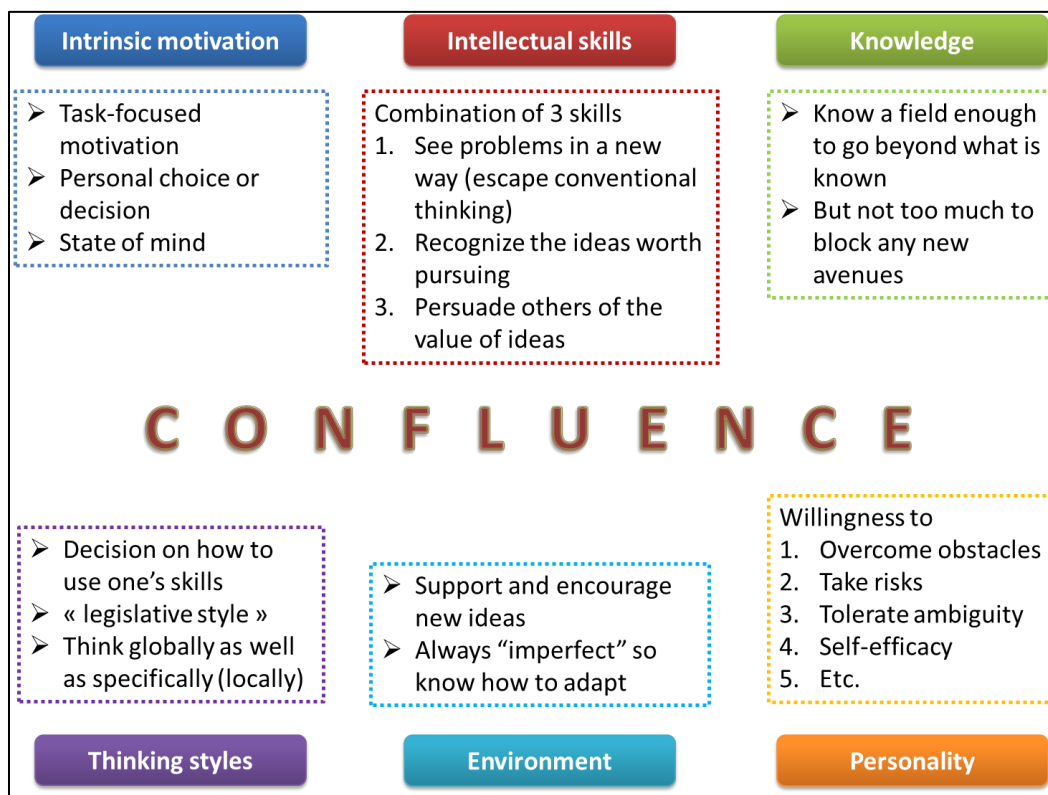 Intrinsic motivation
➢ Task-focused
motivation
➢ Personal choice or
decision
➢ State of mind
Intellectual skills
Combination of 3 skills
1. See problems in a new
way (escape conventional
thinking)
2. Recognize the ideas worth
pursuing
3. Persuade others of the
value of ideas
Knowledge
➢ Know a field enough
to go beyond what is
known
➢ But not too much to
block any new
avenues
CONFLUENCE
➢ Decision on how to
use one’s skills
➢ « legislative style »
➢ Think globally as well
as specifically (locally)
Thinking styles
➢ Support and encourage
new ideas
➢ Always “imperfect” so
know how to adapt
Environment
Willingness to
1. Overcome obstacles
2. Take risks
3. Tolerate ambiguity
4. Self-efficacy
5. Etc.
Personality